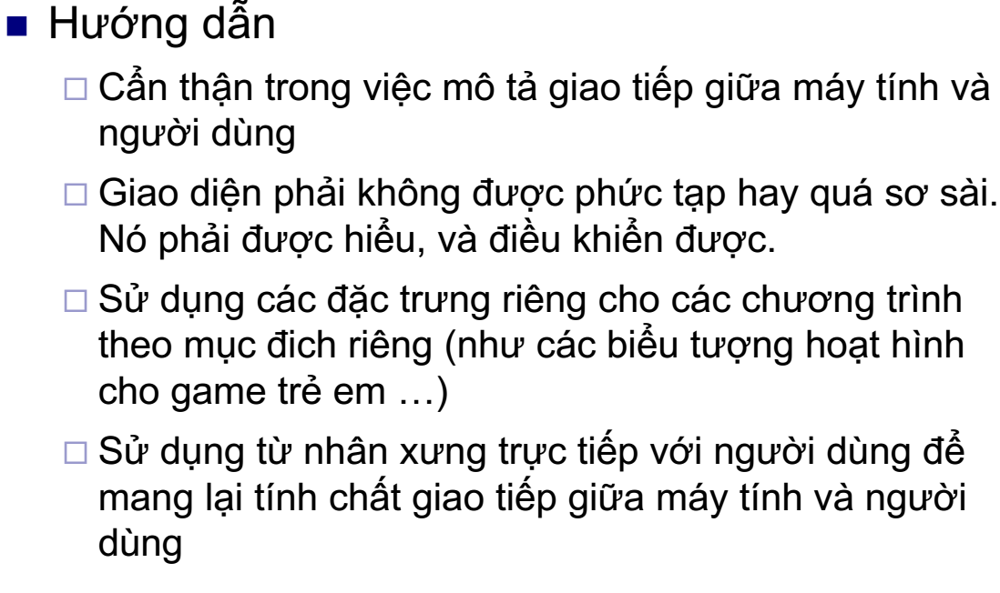 Hướng dẫn
Cẩn thận trong việc mô tả giao tiếp giữa máy tính và
người dùng
Giao diện phải không được phức tạp hay quá sơ sài.
Nó phải được hiểu, và điều khiển được.
Sử dụng các đặc trưng riêng cho các chương trình
theo mục đich riêng (như các biểu tượng hoạt hình
cho game trẻ em …)
Sử dụng từ nhân xưng trực tiếp với người dùng để
mang lại tính chất giao tiếp giữa máy tính và người
dùng